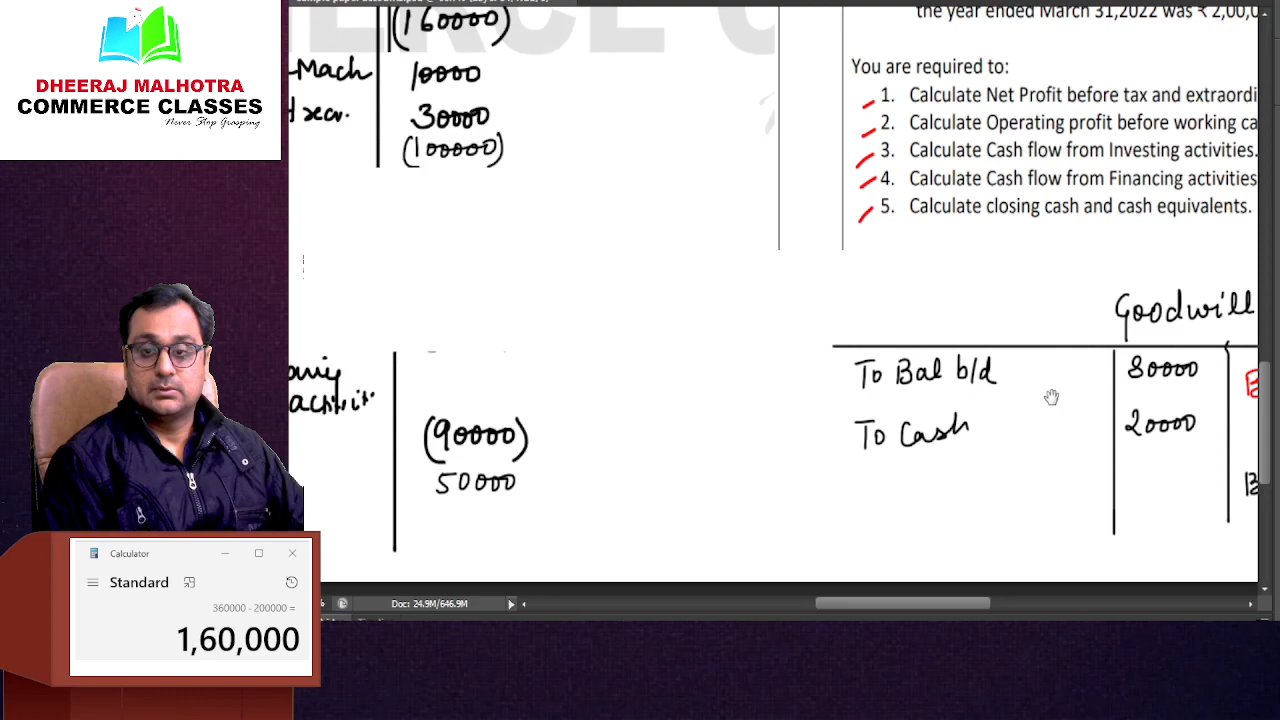 DHEERAJ MALHOTRA
COMMERCE CLASSES
Never Stop Grasping
(160000)
Mach 10000
30000
(100000)
(90000)
50000
the year ended March 31,2022 was ₹ 2,00,0
You are required to:
1. Calculate Net Profit before tax and extraordi
2. Calculate Operating profit before working ca
3. Calculate Cash flow from Investing activities.
4. Calculate Cash flow from Financing activities
5. Calculate closing cash and cash equivalents.
Goodwill
To Bal b/d 80000
To Cash 20000
Calculator
Standard
360000 - 200000 =
1,60,000
Doc: 24.9M/646.9M